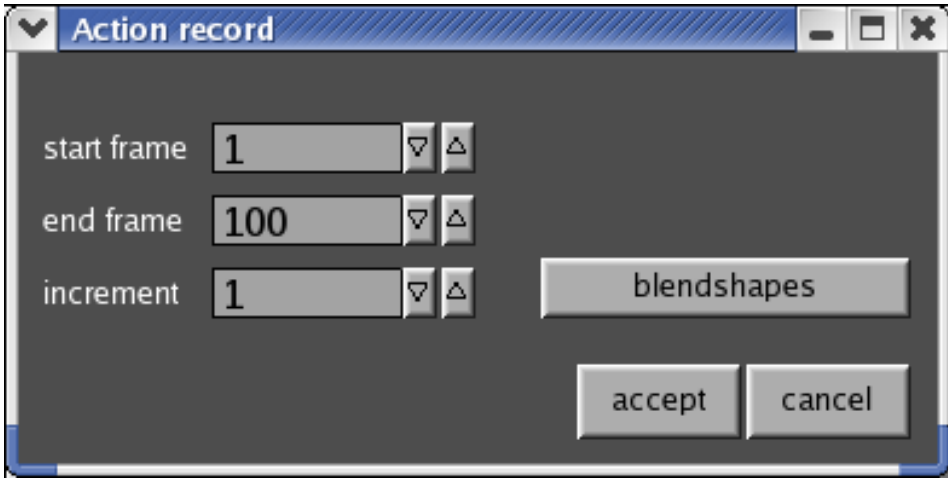 Action record
start frame 1
end frame 100
increment 1
blendshapes
accept cancel